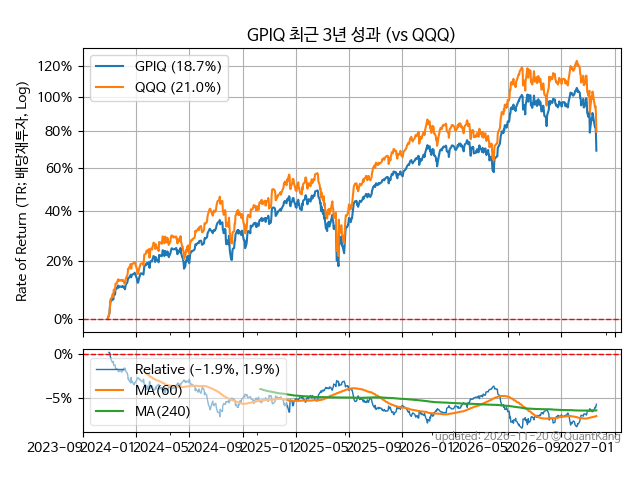 GPIQ 최근 3년 성과 (vs QQQ)
120%
100%
80%
60%
40%
20%
0%
Rate of Return (TR: 배당재투자, Log)
GPIQ (18.7%)
QQQ (21.0%)
0%
−5%
Relative (−1.9%, 1.9%)
MA(60)
MA(240)
2023−09
2024−01
2024−05
2024−09
2025−01
2025−05
2025−09
2026−01
2026−05
2026−09
2027−01
updated: 2026−11−20 © QuantKang